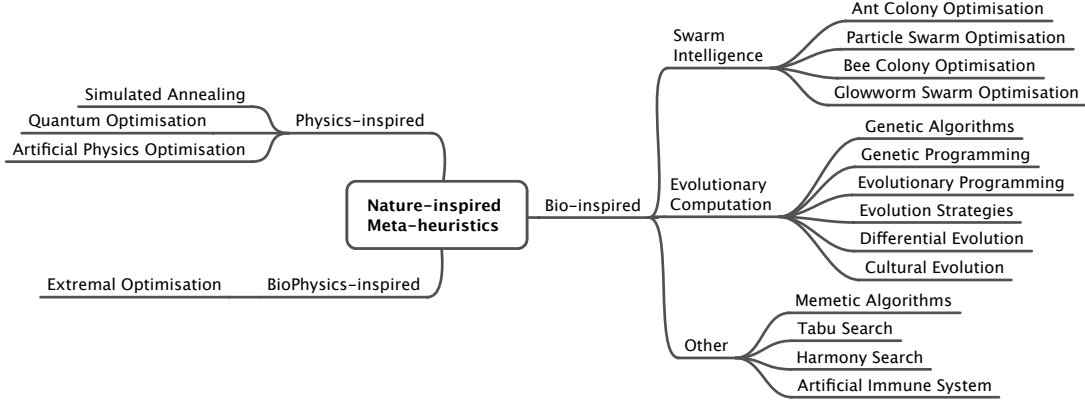 Nature-inspired
Meta-heuristics
Physics-inspired
Simulated Annealing
Quantum Optimisation
Artificial Physics Optimisation
BioPhysics-inspired
Extremal Optimisation
Bio-inspired
Swarm
Intelligence
Ant Colony Optimisation
Particle Swarm Optimisation
Bee Colony Optimisation
Glowworm Swarm Optimisation
Evolutionary
Computation
Genetic Algorithms
Genetic Programming
Evolutionary Programming
Evolution Strategies
Differential Evolution
Cultural Evolution
Other
Memetic Algorithms
Tabu Search
Harmony Search
Artificial Immune System